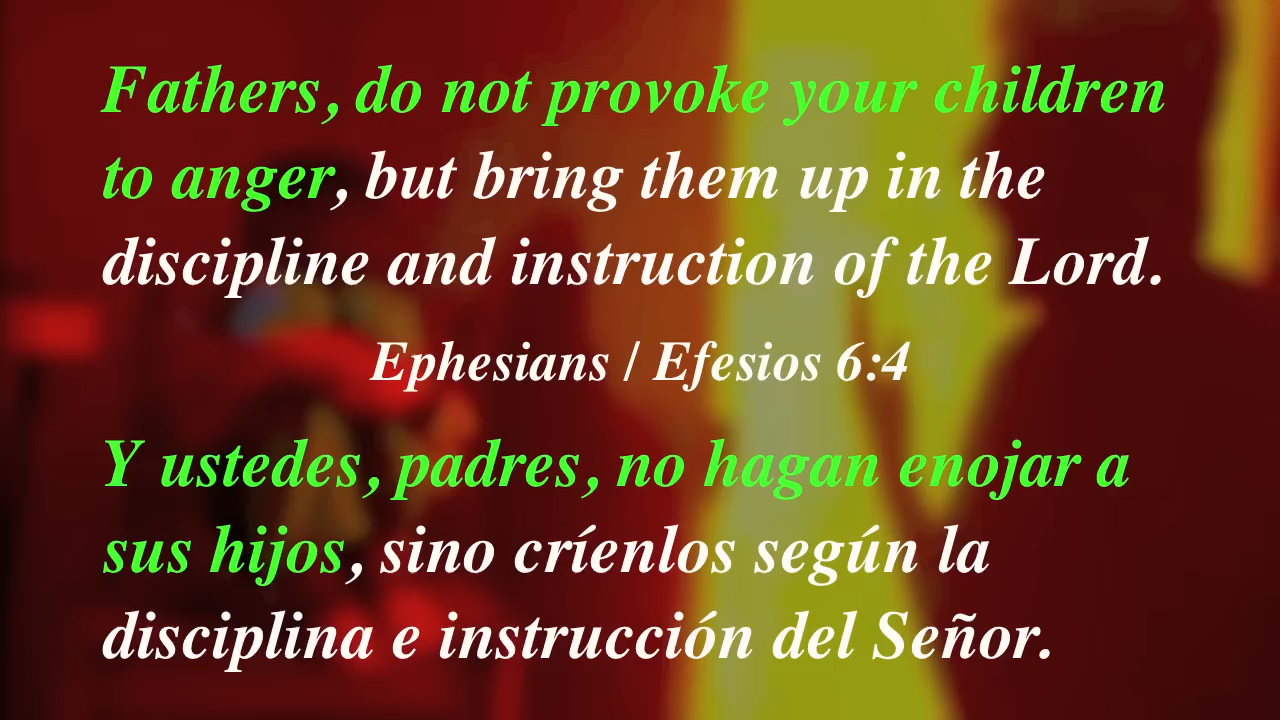 Fathers, do not provoke your children
to anger, but bring them up in the
discipline and instruction of the Lord.
Ephesians / Efesios 6:4
Y ustedes, padres, no hagan enojar a
sus hijos, sino críenlos según la
disciplina e instrucción del Señor.